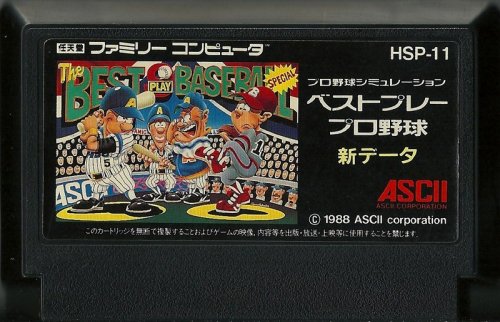 任天堂 ファミリーコンピュータ
HSP-11
The BEST PLAY BASEBALL
SPECIAL
プロ野球シミュレーション
ベストプレー
プロ野球
新データ
ASCII
ASCII
ASCII CORPORATION
© 1988 ASCII corporation
このカートリッジを無断で複製することおよびゲームの映像、内容等を出版・放送・上映等に使用することを禁じます。